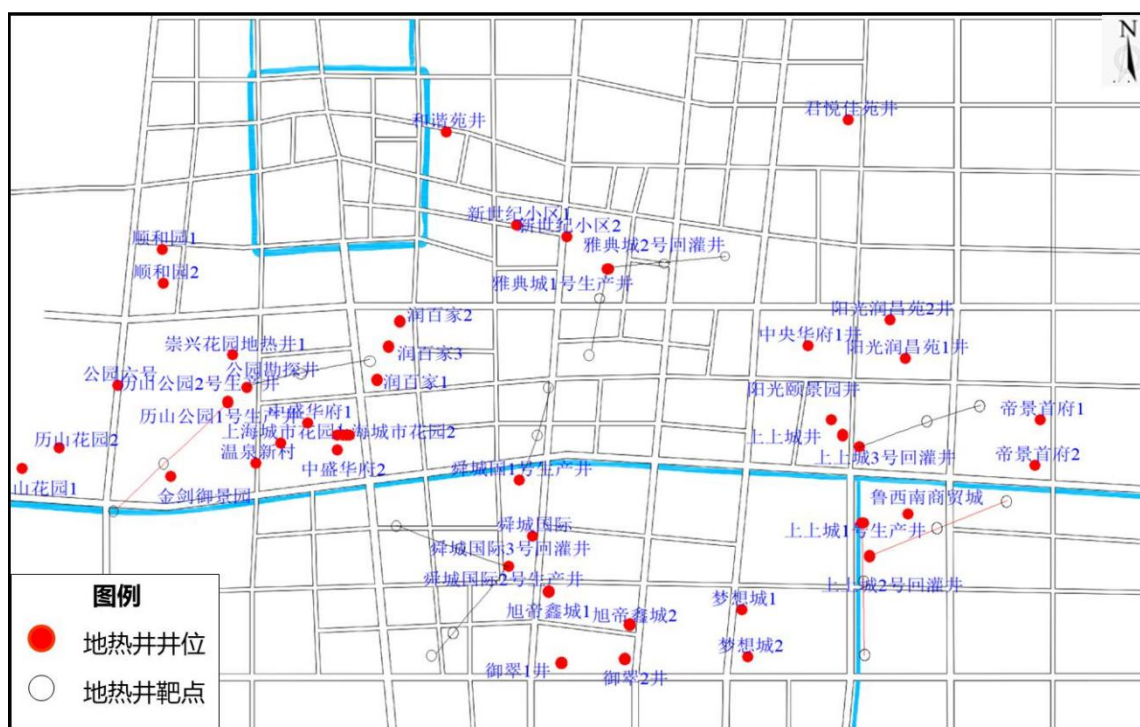 N
和谐苑井
君悦佳苑井
新世纪小区1
新世纪小区2
顺和园1
雅典城2号回灌井
顺和园2
雅典城1号生产井
润百家2
阳光润昌苑2井
中央华府1井
崇兴花园地热井1
润百家3
阳光润昌苑1井
公园勘探井
公园六号
历山公园2号生产井
润百家1
阳光颐景园井
历山公园1号生产井
中盛华府1
帝景首府1
上海城市花园1
海城市花园2
上上城井
历山花园2
温泉新村
中盛华府2
上上城3号回灌井
帝景首府2
舜城国1号生产井
山花园1
金剑御景园
鲁西南商贸城
舜城国际
上上城1号生产井
舜城国际3号回灌井
舜城国际2号生产井
上上城2号回灌井
旭帝鑫城1
旭帝鑫城2
梦想城1
梦想城2
御翠1井
御翠2井
图例
地热井井位
地热井靶点